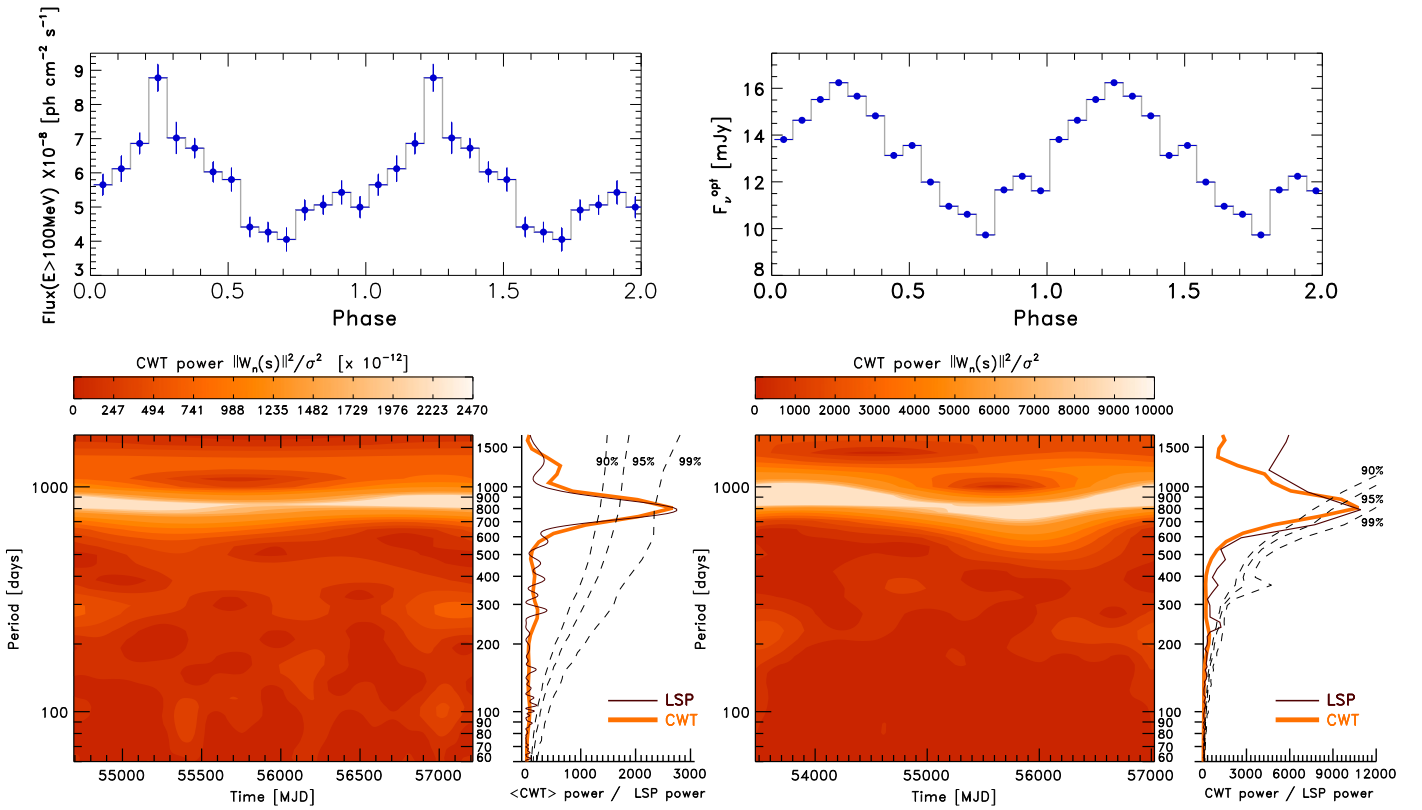 Flux(E>100MeV) X10⁻⁸ [ph cm⁻² s⁻¹]
9
8
7
6
5
4
3
0.0 0.5 1.0 1.5 2.0
Phase
F_ν^opt [mJy]
16
14
12
10
8
0.0 0.5 1.0 1.5 2.0
Phase
CWT power ||Wₙ(s)||²/σ² [x 10⁻¹²]
0 247 494 741 988 1235 1482 1729 1976 2223 2470
Period [days]
1000
100
55000 55500 56000 56500 57000
Time [MJD]
1500
1000
900
800
700
600
500
400
300
200
100
90
80
70
60
90% 95% 99%
LSP
CWT
0 1000 2000 3000
<CWT> power / LSP power
CWT power ||Wₙ(s)||²/σ²
0 1000 2000 3000 4000 5000 6000 7000 8000 9000 10000
Period [days]
1000
100
54000 55000 56000 57000
Time [MJD]
1500
1000
900
800
700
600
500
400
300
200
100
90
80
70
60
90%
95%
99%
LSP
CWT
0 3000 6000 9000 12000
CWT power / LSP power